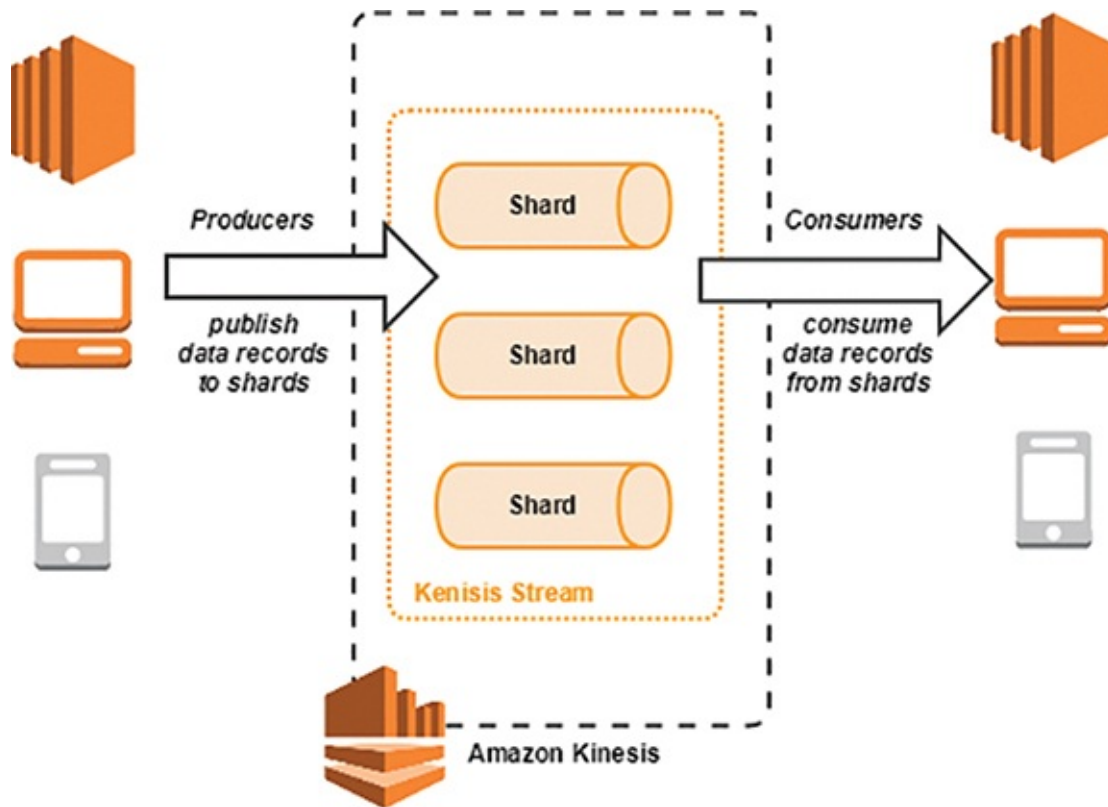 Producers
publish
data records
to shards
Shard
Shard
Shard
Kenisis Stream
Consumers
consume
data records
from shards
Amazon Kinesis